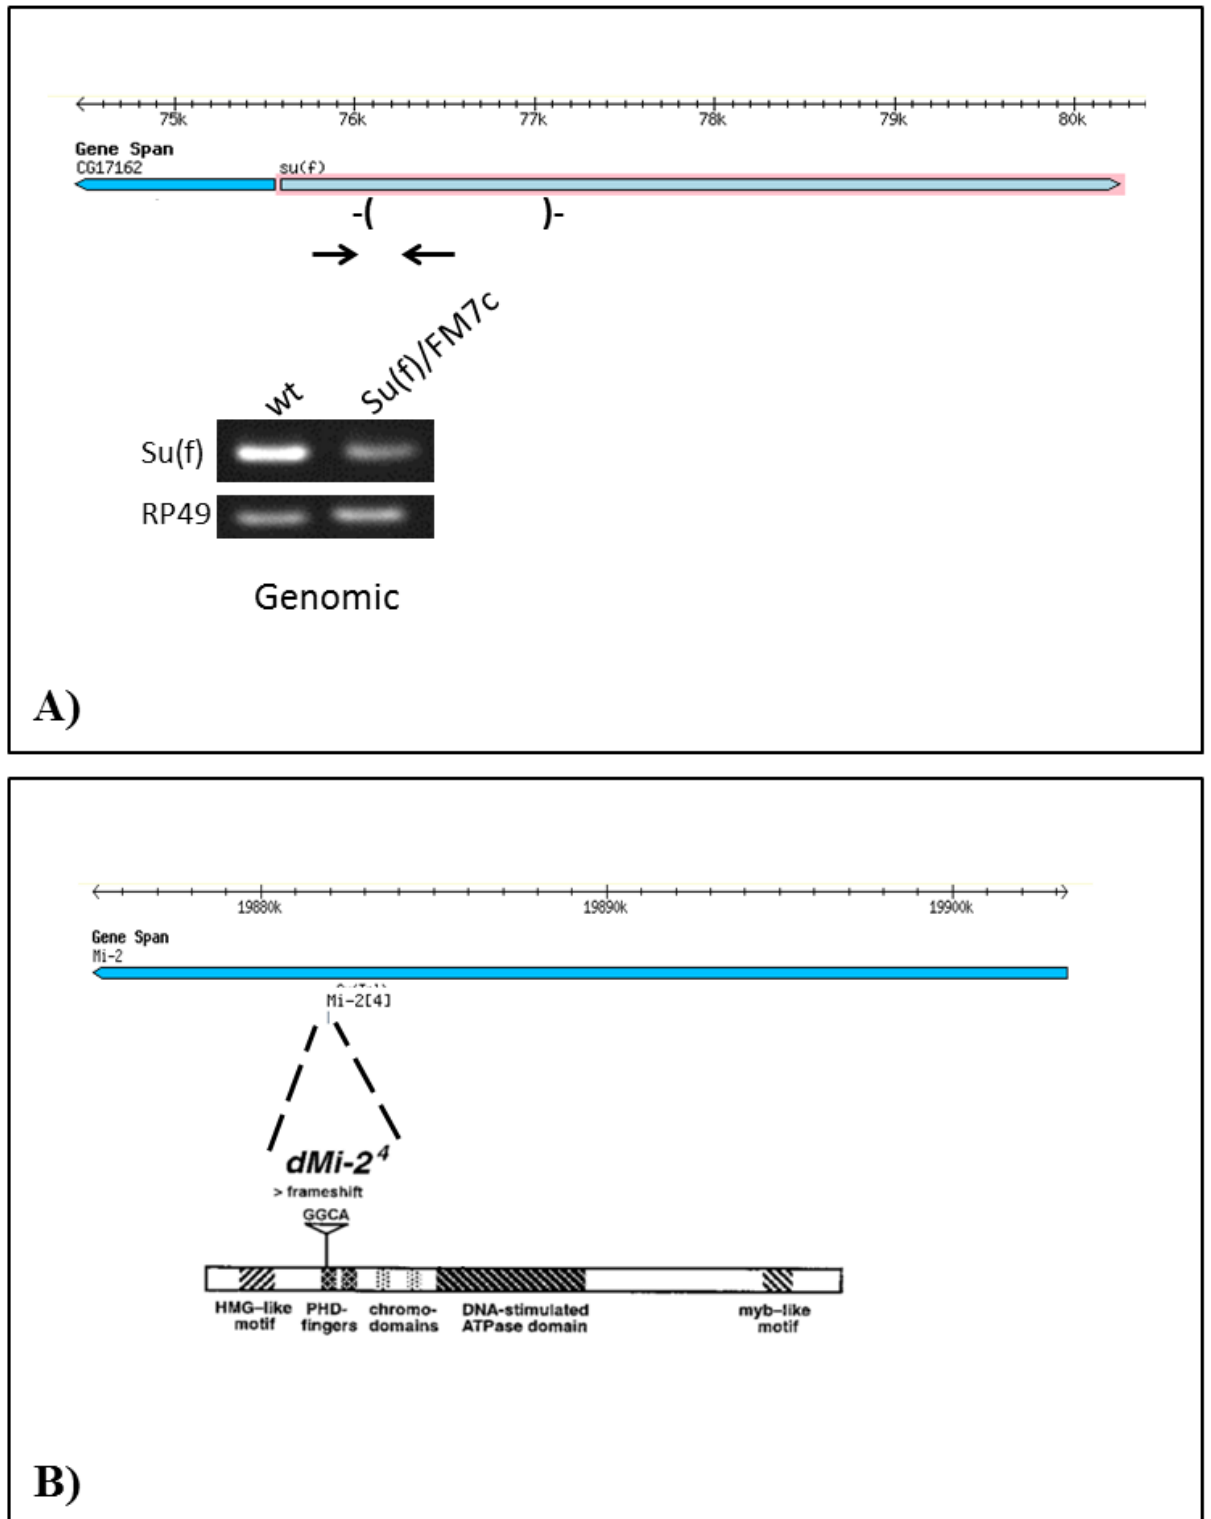 75k 76k 77k 78k 79k 80k
Gene Span
CG17162 su(f)
-( )-
wt Su(f)/FM7c
Su(f)
RP49
Genomic
A)
19880k 19890k 19900k
Gene Span
Mi-2
Mi-2[4]
dMi-2⁴
> frameshift
GGCA
HMG-like PHD- chromo- DNA-stimulated myb-like
motif fingers domains ATPase domain motif
B)